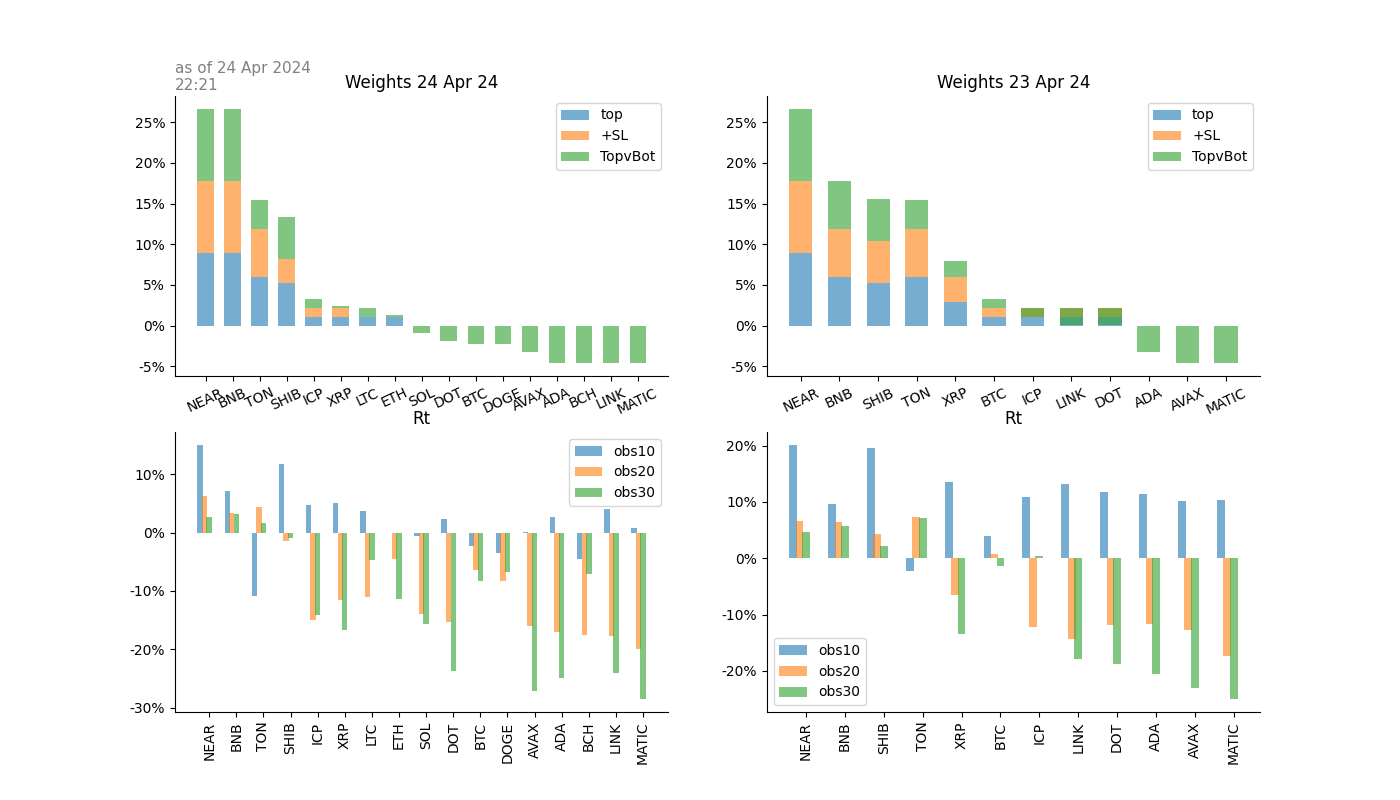 as of 24 Apr 2024
22:21
Weights 24 Apr 24
25%
20%
15%
10%
5%
0%
-5%
top
+SL
TopvBot
NEAR
BNB
TON
SHIB
ICP
XRP
LTC
ETH
SOL
DOT
BTC
DOGE
AVAX
ADA
BCH
LINK
MATIC
Weights 23 Apr 24
25%
20%
15%
10%
5%
0%
-5%
top
+SL
TopvBot
NEAR
BNB
SHIB
TON
XRP
BTC
ICP
LINK
DOT
ADA
AVAX
MATIC
Rt
10%
0%
-10%
-20%
-30%
obs10
obs20
obs30
NEAR
BNB
TON
SHIB
ICP
XRP
LTC
ETH
SOL
DOT
BTC
DOGE
AVAX
ADA
BCH
LINK
MATIC
Rt
20%
10%
0%
-10%
-20%
obs10
obs20
obs30
NEAR
BNB
SHIB
TON
XRP
BTC
ICP
LINK
DOT
ADA
AVAX
MATIC